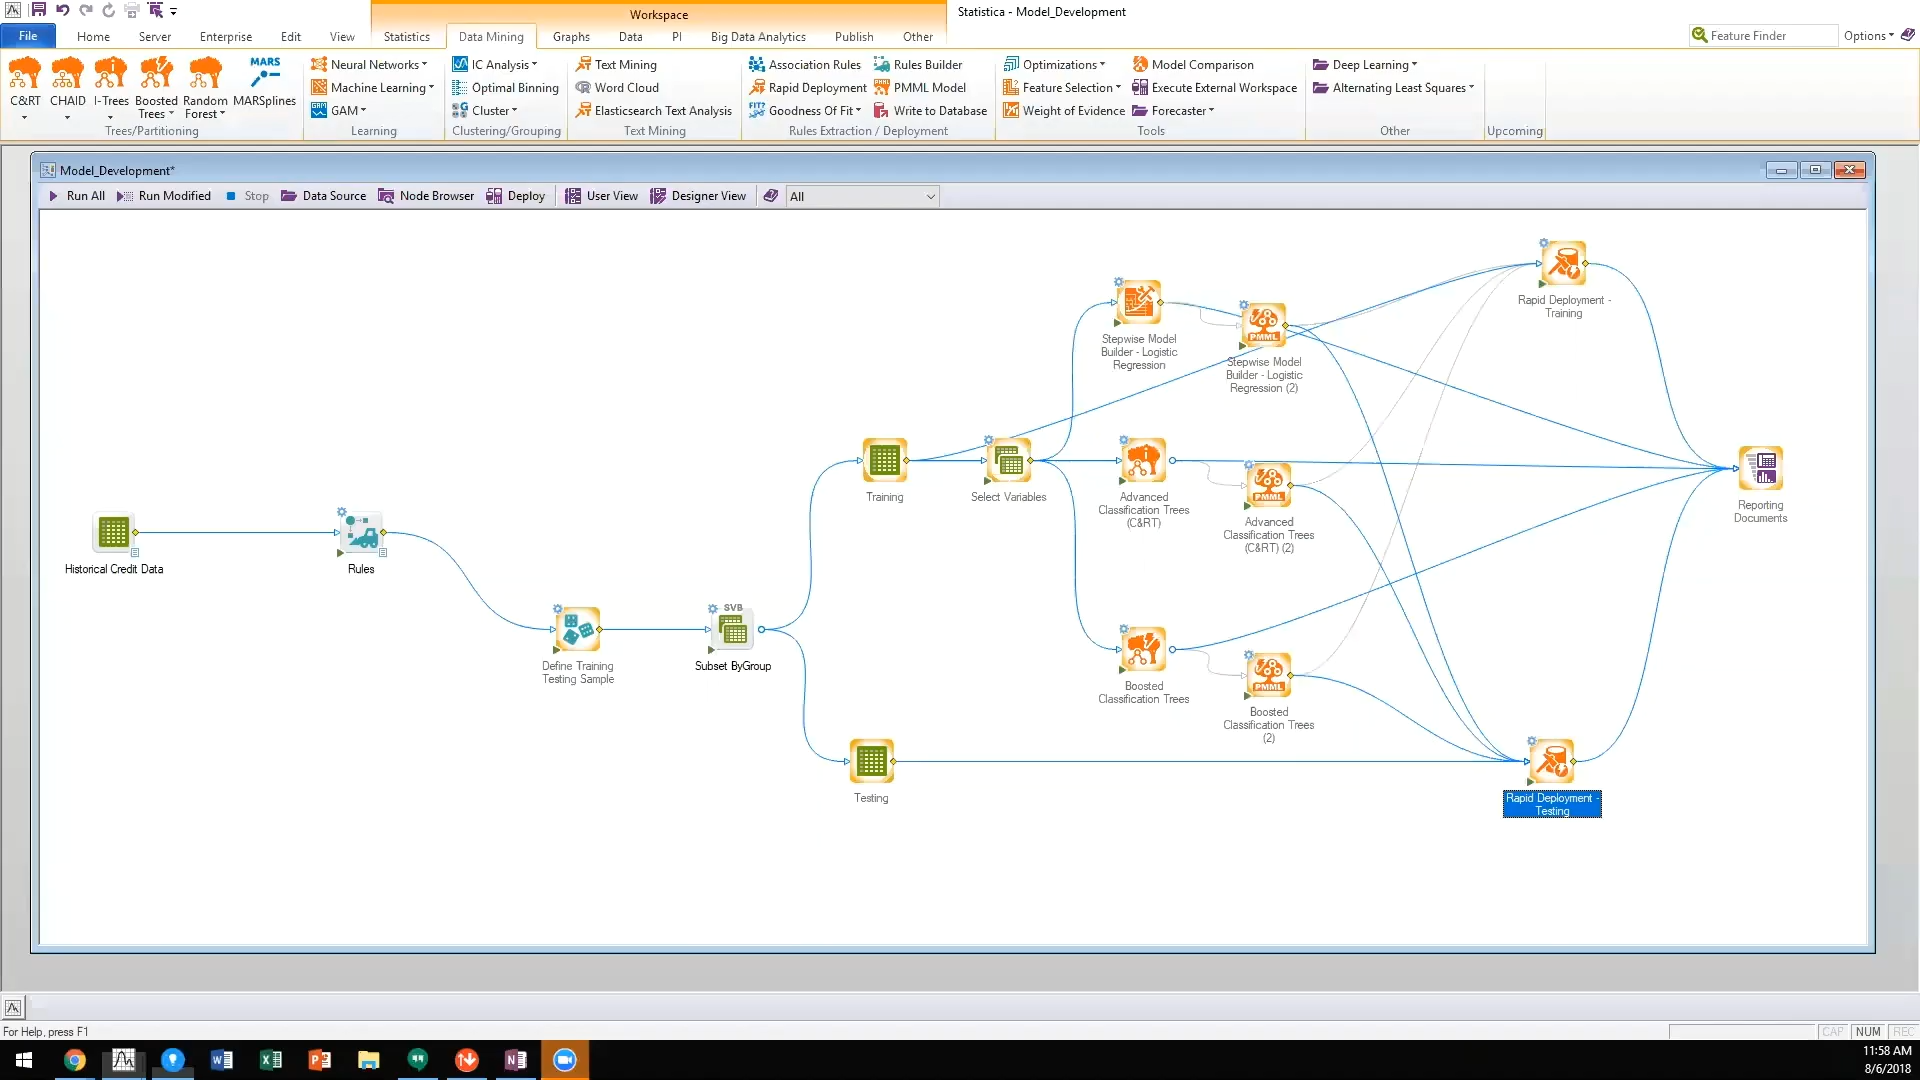 Workspace
Statistica - Model_Development
File
Home
Server
Enterprise
Edit
View
Statistics
Data Mining
Graphs
Data
PI
Big Data Analytics
Publish
Other
Feature Finder
Options
C&RT
CHAID
I-Trees
Boosted
Trees
Random
Forest
MARS
MARSplines
Trees/Partitioning
Neural Networks
Machine Learning
GAM
Learning
IC Analysis
Optimal Binning
Cluster
Clustering/Grouping
Text Mining
Word Cloud
Elasticsearch Text Analysis
Text Mining
Association Rules
Rapid Deployment
Goodness Of Fit
Rules Builder
PMML Model
Write to Database
Rules Extraction / Deployment
Optimizations
Feature Selection
Weight of Evidence
Model Comparison
Execute External Workspace
Forecaster
Tools
Deep Learning
Alternating Least Squares
Other
Upcoming
Model_Development*
Run All
Run Modified
Stop
Data Source
Node Browser
Deploy
User View
Designer View
All
Rapid Deployment -
Training
Stepwise Model
Builder - Logistic
Regression
PMML
Stepwise Model
Builder - Logistic
Regression (2)
Training
Select Variables
Advanced
Classification Trees
(C&RT)
PMML
Advanced
Classification Trees
(C&RT) (2)
Reporting
Documents
Historical Credit Data
Rules
Define Training
Testing Sample
SVB
Subset ByGroup
Boosted
Classification Trees
PMML
Boosted
Classification Trees
(2)
Testing
Rapid Deployment -
Testing
For Help, press F1
CAP
NUM
REC
11:58 AM
8/6/2018